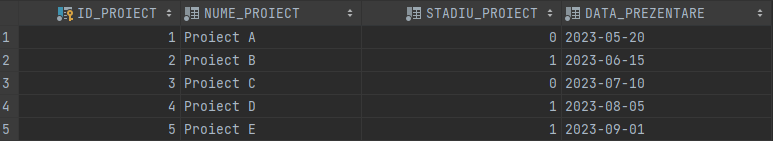 ID_PROIECT NUME_PROIECT STADIU_PROIECT DATA_PREZENTARE
1 1 Proiect A 0 2023-05-20
2 2 Proiect B 1 2023-06-15
3 3 Proiect C 0 2023-07-10
4 4 Proiect D 1 2023-08-05
5 5 Proiect E 1 2023-09-01